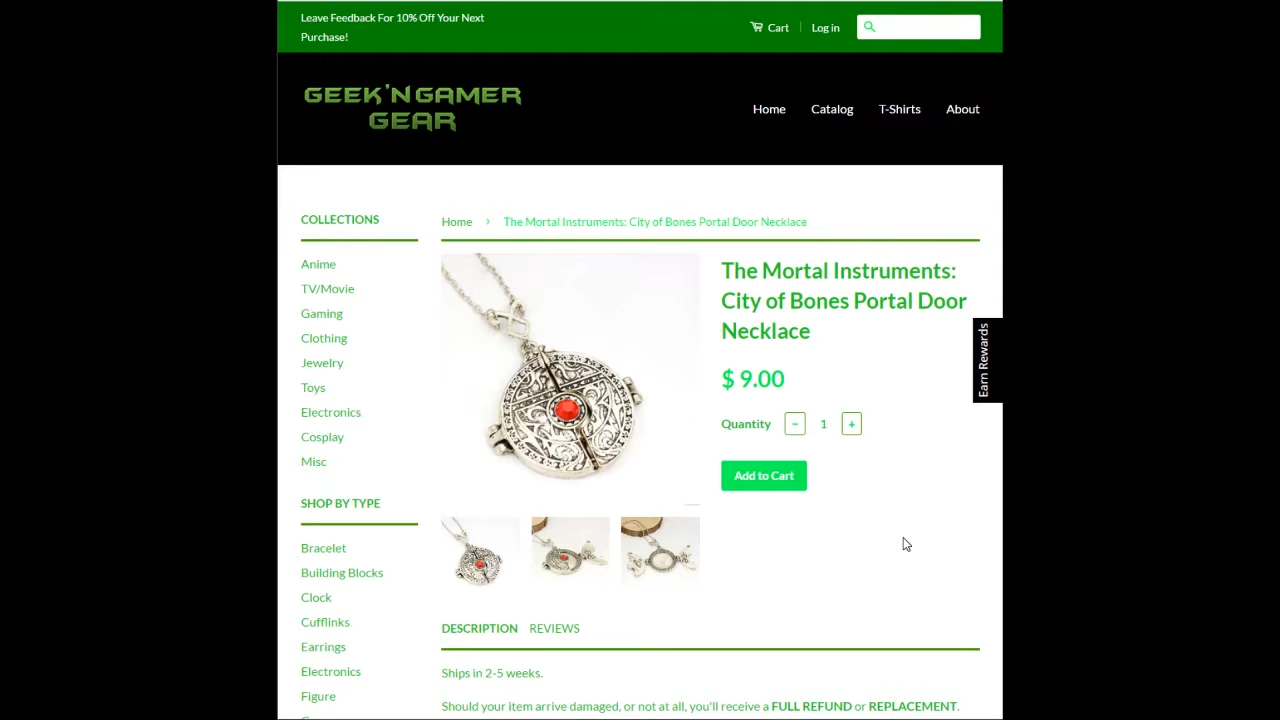 Leave Feedback For 10% Off Your Next
Purchase!
Cart
Log in
GEEK'N GAMER
GEAR
Home
Catalog
T-Shirts
About
COLLECTIONS
Anime
TV/Movie
Gaming
Clothing
Jewelry
Toys
Electronics
Cosplay
Misc
SHOP BY TYPE
Bracelet
Building Blocks
Clock
Cufflinks
Earrings
Electronics
Figure
Home › The Mortal Instruments: City of Bones Portal Door Necklace
The Mortal Instruments:
City of Bones Portal Door
Necklace
$ 9.00
Quantity − 1 +
Add to Cart
Earn Rewards
DESCRIPTION REVIEWS
Ships in 2-5 weeks.
Should your item arrive damaged, or not at all, you'll receive a FULL REFUND or REPLACEMENT.